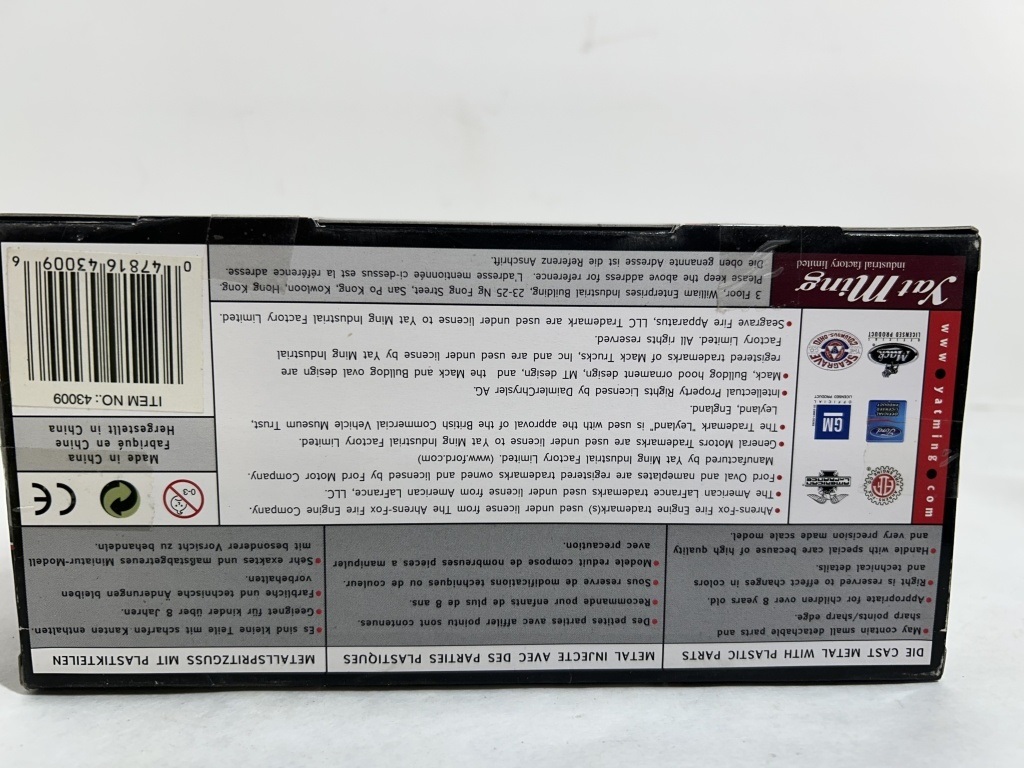 DIE CAST METAL WITH PLASTIC PARTS
• May contain small detachable parts and
sharp points/sharp edge.
• Appropriate for children over 8 years old.
• Right is reserved to effect changes in colors
and technical details.
• Handle with special care because of high quality
and very precision made scale model.
METAL INJECTE AVEC DES PARTIES PLASTIQUES
• Des petites parties avec affiler pointu sont contenues.
• Recommande pour enfants de plus de 8 ans.
• Sous reserve de modifications techniques ou de couleur.
• Modele reduit compose de nombreuses pieces a manipuler
avec precaution.
METALLSPRITZGUSS MIT PLASTIKTEILEN
• Es sind kleine Teile mit scharfen Kanten enthalten.
• Geeignet für kinder über 8 Jahren.
• Farbliche und technische Änderungen bleiben
vorbehalten.
• Sehr exaktes und maßstabgetreues Miniatur-Modell
mit besonderer Vorsicht zu behandeln.
www.yatming.com
AMERICAN
Ford
GM
OFFICIAL
LICENSED PRODUCT
Mack
LICENSED PRODUCT
SEAGRAVE
COLUMBUS, OHIO
• Ahrens-Fox Fire Engine trademarks) used under license from The Ahrens-Fox Fire Engine Company.
• The American LaFrance trademarks used under license from American LaFrance, LLC.
• Ford Oval and nameplates are registered trademarks owned and licensed by Ford Motor Company.
Manufactured by Yat Ming Industrial Factory Limited. (www.ford.com)
• General Motors Trademarks are used under license to Yat Ming Industrial Factory Limited.
• The Trademark "Leyland" is used with the approval of the British Commercial Vehicle Museum Trust,
Leyland, England.
• Intellectual Property Rights Licensed by DaimlerChrysler AG.
• Mack, Bulldog hood ornament design, MT design, and the Mack and Bulldog oval design are
registered trademarks of Mack Trucks, Inc and are used under license by Yat Ming Industrial
Factory Limited. All rights reserved.
• Seagrave Fire Apparatus, LLC Trademark are used under license to Yat Ming Industrial Factory Limited.
0-3
CE
Made in China
Fabriqué en Chine
Hergestellt in China
ITEM NO.: 43009
0 47816 43009 6
Yat Ming
industrial factory limited
3 Floor, William Enterprises Industrial Building, 23-25 Ng Fong Street, San Po Kong, Kowloon, Hong Kong.
Please keep the above address for reference. L'adresse mentionnée ci-dessus est la référence adresse.
Die oben genannte Adresse ist die Referenz Anschrift.